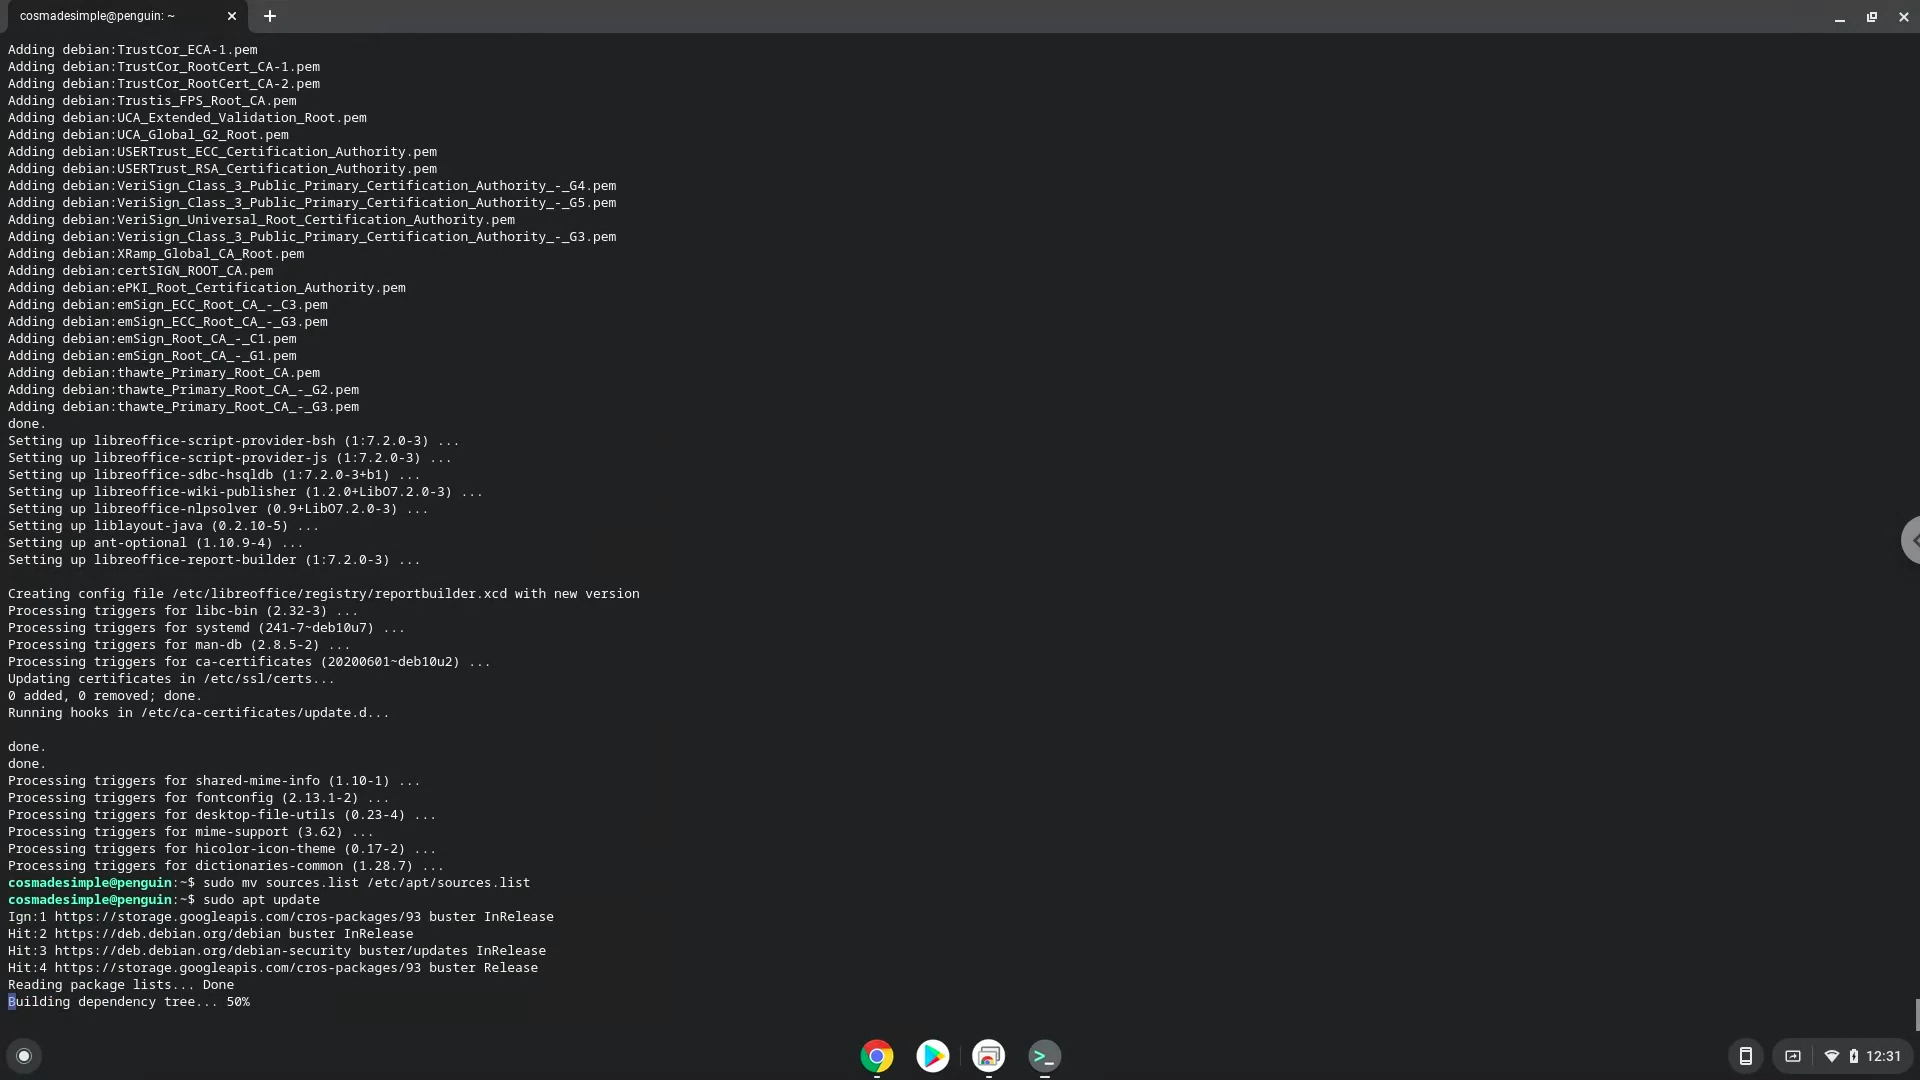 cosmadesimple@penguin: ~
Adding debian:TrustCor_ECA-1.pem
Adding debian:TrustCor_RootCert_CA-1.pem
Adding debian:TrustCor_RootCert_CA-2.pem
Adding debian:Trustis_FPS_Root_CA.pem
Adding debian:UCA_Extended_Validation_Root.pem
Adding debian:UCA_Global_G2_Root.pem
Adding debian:USERTrust_ECC_Certification_Authority.pem
Adding debian:USERTrust_RSA_Certification_Authority.pem
Adding debian:VeriSign_Class_3_Public_Primary_Certification_Authority_-_G4.pem
Adding debian:VeriSign_Class_3_Public_Primary_Certification_Authority_-_G5.pem
Adding debian:VeriSign_Universal_Root_Certification_Authority.pem
Adding debian:Verisign_Class_3_Public_Primary_Certification_Authority_-_G3.pem
Adding debian:XRamp_Global_CA_Root.pem
Adding debian:certSIGN_ROOT_CA.pem
Adding debian:ePKI_Root_Certification_Authority.pem
Adding debian:emSign_ECC_Root_CA_-_C3.pem
Adding debian:emSign_ECC_Root_CA_-_G3.pem
Adding debian:emSign_Root_CA_-_C1.pem
Adding debian:emSign_Root_CA_-_G1.pem
Adding debian:thawte_Primary_Root_CA.pem
Adding debian:thawte_Primary_Root_CA_-_G2.pem
Adding debian:thawte_Primary_Root_CA_-_G3.pem
done.
Setting up libreoffice-script-provider-bsh (1:7.2.0-3) ...
Setting up libreoffice-script-provider-js (1:7.2.0-3) ...
Setting up libreoffice-sdbc-hsqldb (1:7.2.0-3+b1) ...
Setting up libreoffice-wiki-publisher (1.2.0+LibO7.2.0-3) ...
Setting up libreoffice-nlpsolver (0.9+LibO7.2.0-3) ...
Setting up liblayout-java (0.2.10-5) ...
Setting up ant-optional (1.10.9-4) ...
Setting up libreoffice-report-builder (1:7.2.0-3) ...
Creating config file /etc/libreoffice/registry/reportbuilder.xcd with new version
Processing triggers for libc-bin (2.32-3) ...
Processing triggers for systemd (241-7~deb10u7) ...
Processing triggers for man-db (2.8.5-2) ...
Processing triggers for ca-certificates (20200601~deb10u2) ...
Updating certificates in /etc/ssl/certs...
0 added, 0 removed; done.
Running hooks in /etc/ca-certificates/update.d...
done.
done.
Processing triggers for shared-mime-info (1.10-1) ...
Processing triggers for fontconfig (2.13.1-2) ...
Processing triggers for desktop-file-utils (0.23-4) ...
Processing triggers for mime-support (3.62) ...
Processing triggers for hicolor-icon-theme (0.17-2) ...
Processing triggers for dictionaries-common (1.28.7) ...
cosmadesimple@penguin:~$ sudo mv sources.list /etc/apt/sources.list
cosmadesimple@penguin:~$ sudo apt update
Ign:1 https://storage.googleapis.com/cros-packages/93 buster InRelease
Hit:2 https://deb.debian.org/debian buster InRelease
Hit:3 https://deb.debian.org/debian-security buster/updates InRelease
Hit:4 https://storage.googleapis.com/cros-packages/93 buster Release
Reading package lists... Done
Building dependency tree... 50%
12:31